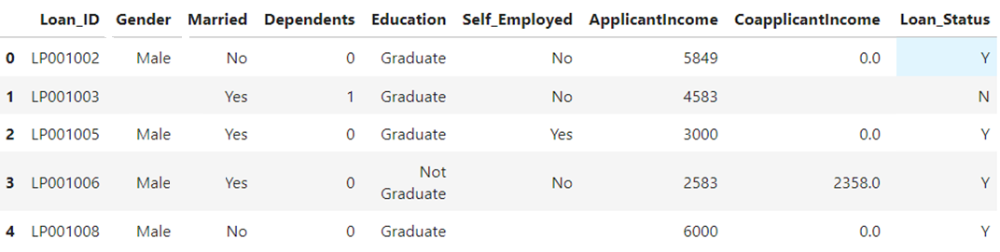 Loan_ID Gender Married Dependents Education Self_Employed ApplicantIncome CoapplicantIncome Loan_Status
0 LP001002 Male No 0 Graduate No 5849 0.0 Y
1 LP001003 Yes 1 Graduate No 4583 N
2 LP001005 Male Yes 0 Graduate Yes 3000 0.0 Y
3 LP001006 Male Yes 0 Not Graduate No 2583 2358.0 Y
4 LP001008 Male No 0 Graduate 6000 0.0 Y